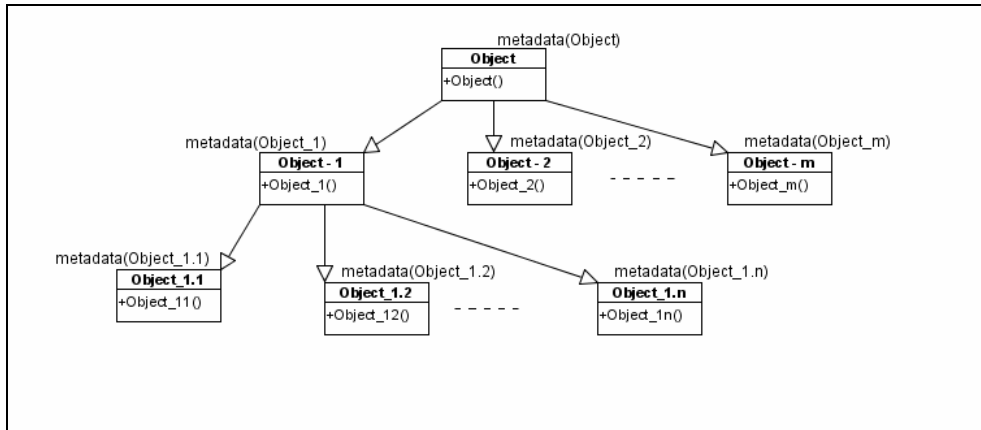 metadata(Object)
Object
+Object()
metadata(Object_1)
Object - 1
+Object_1()
metadata(Object_2)
Object - 2
+Object_2()
- - - - -
metadata(Object_m)
Object - m
+Object_m()
metadata(Object_1.1)
Object_1.1
+Object_11()
metadata(Object_1.2)
Object_1.2
+Object_12()
- - - - -
metadata(Object_1.n)
Object_1.n
+Object_1n()